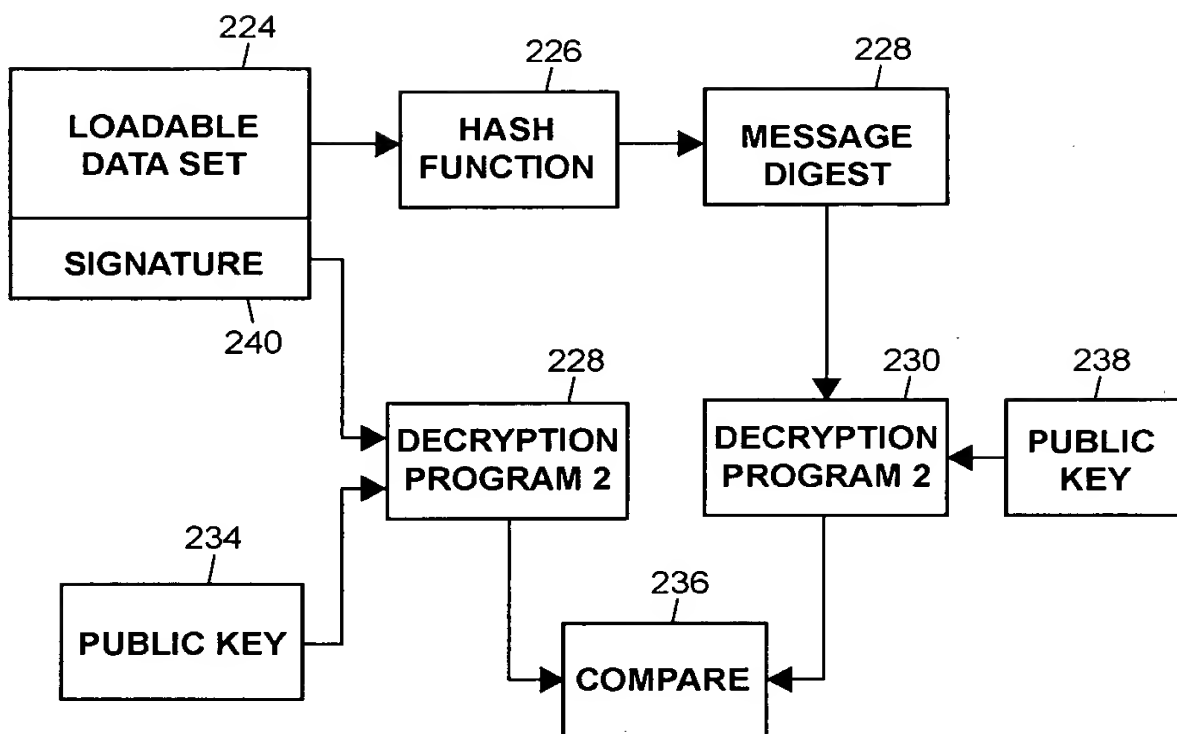 224
LOADABLE
DATA SET
SIGNATURE
240
226
HASH
FUNCTION
228
MESSAGE
DIGEST
228
DECRYPTION
PROGRAM 2
230
DECRYPTION
PROGRAM 2
238
PUBLIC
KEY
234
PUBLIC KEY
236
COMPARE